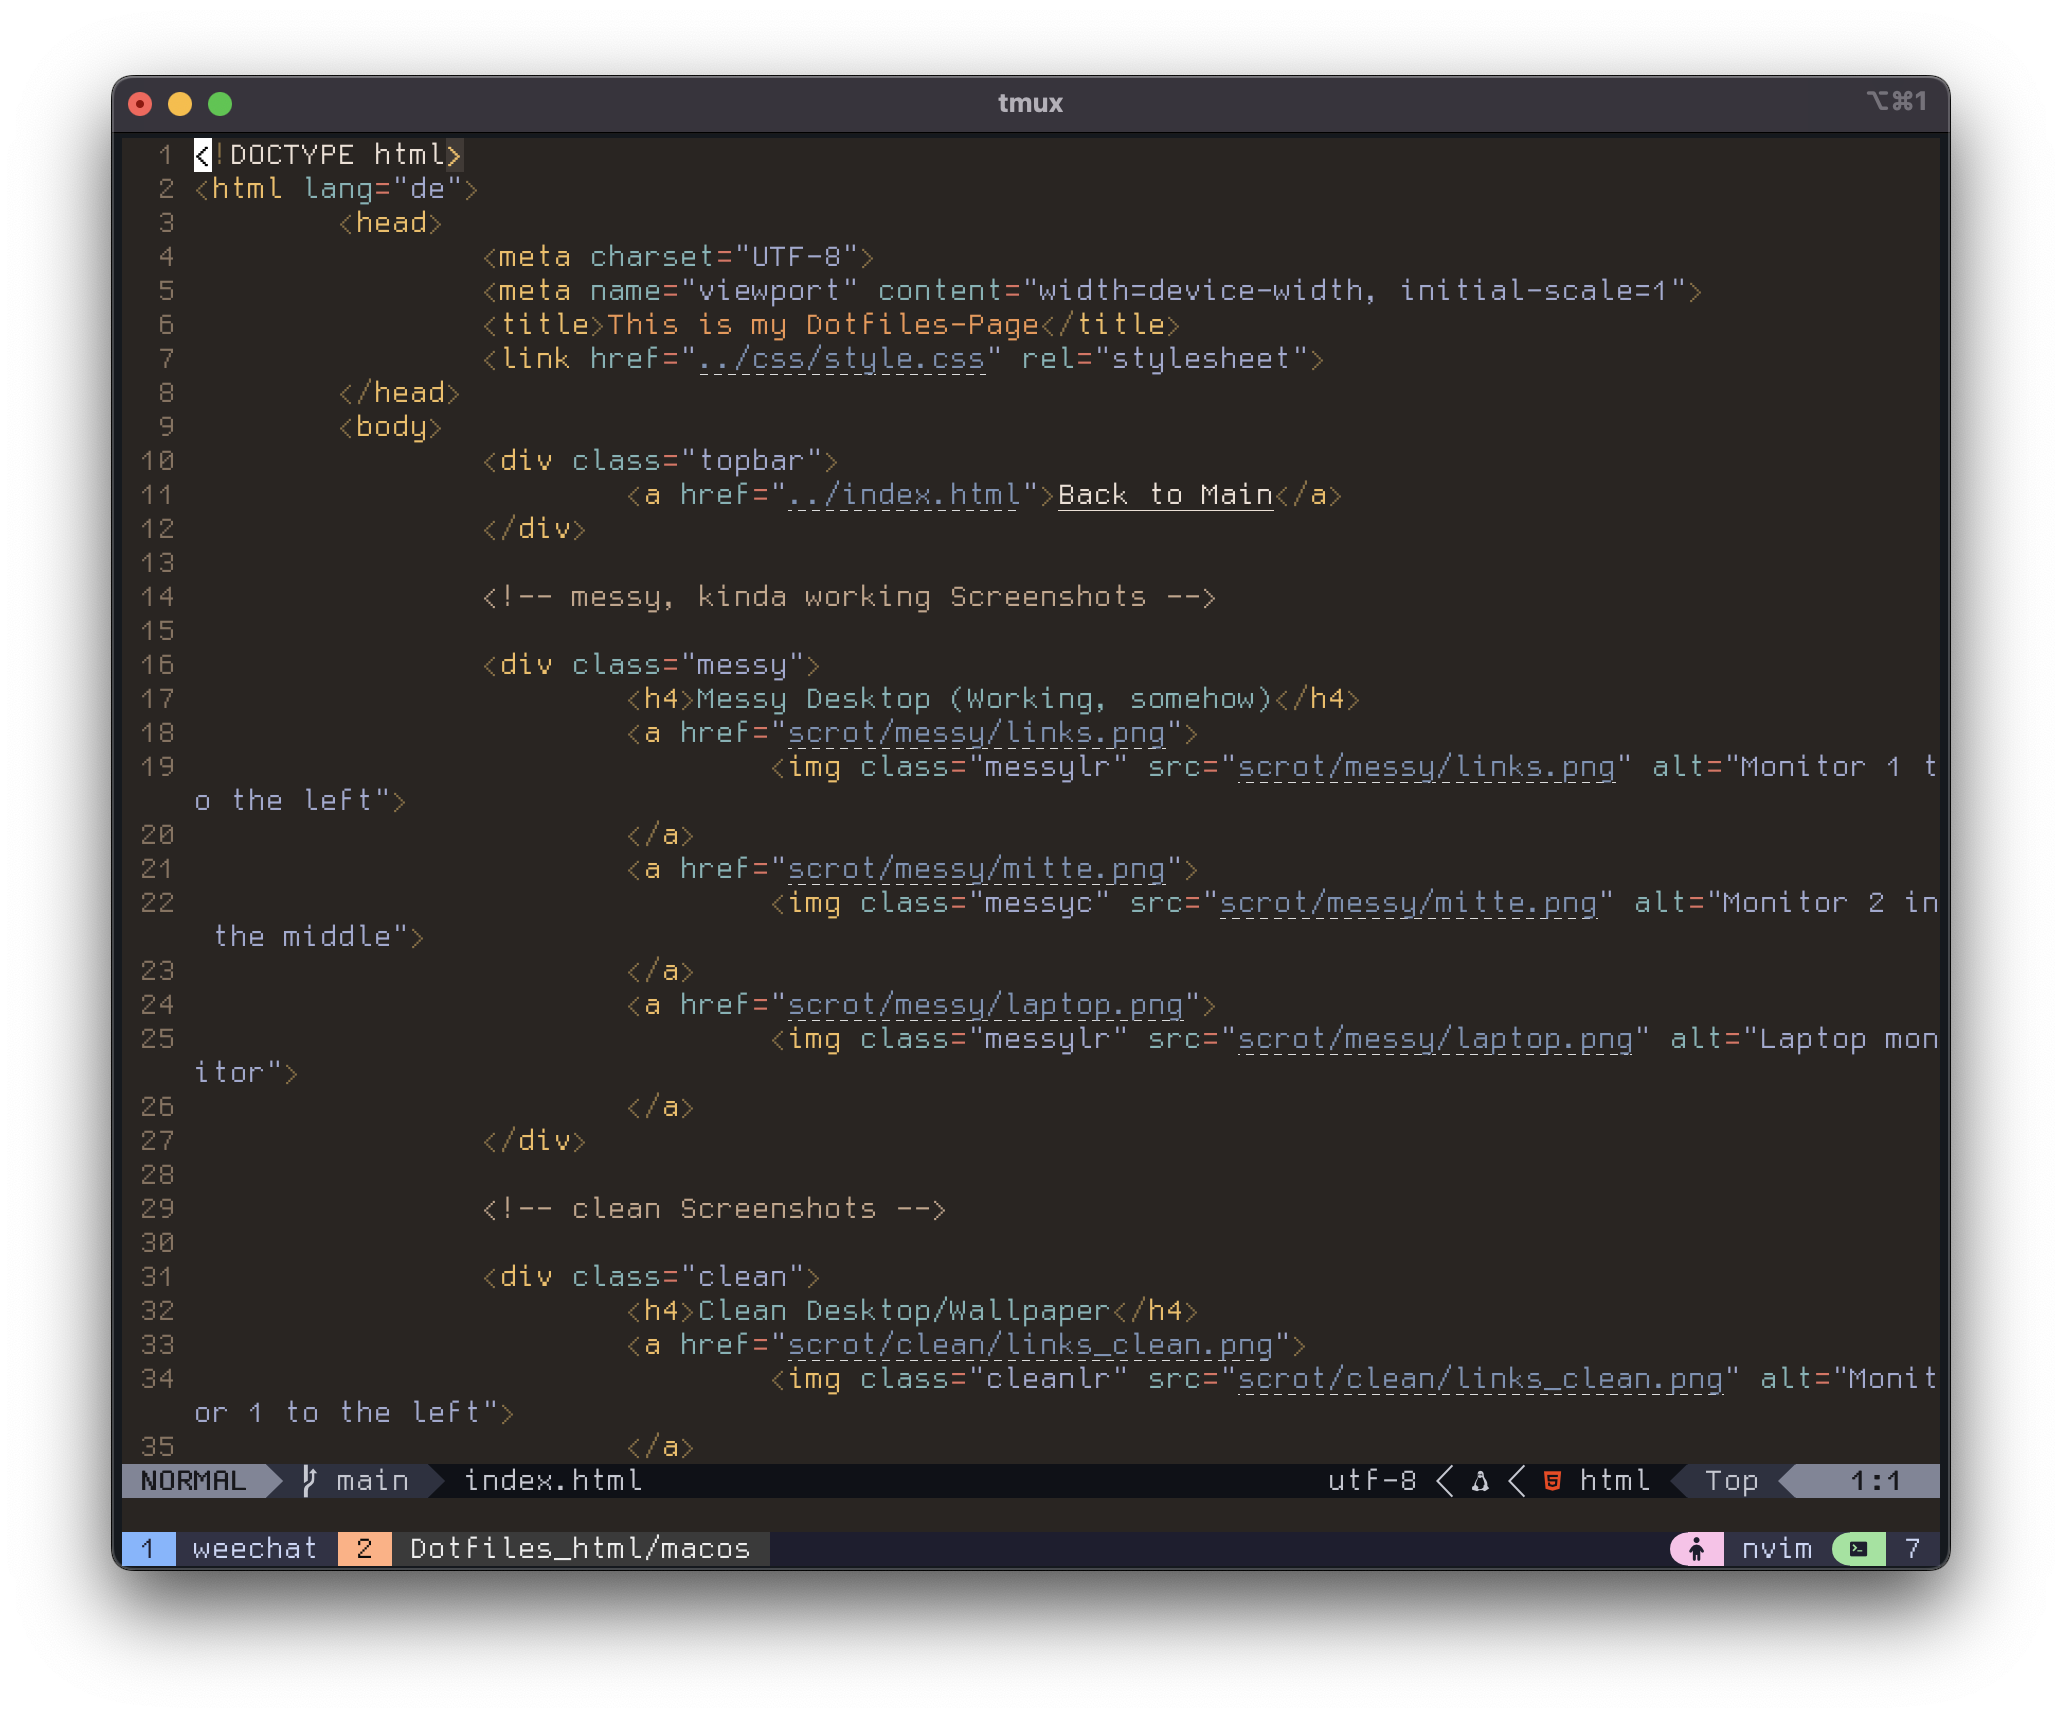 tmux ⌥⌘1
1 <!DOCTYPE html>
2 <html lang="de">
3         <head>
4                 <meta charset="UTF-8">
5                 <meta name="viewport" content="width=device-width, initial-scale=1">
6                 <title>This is my Dotfiles-Page</title>
7                 <link href="../css/style.css" rel="stylesheet">
8         </head>
9         <body>
10                 <div class="topbar">
11                         <a href="../index.html">Back to Main</a>
12                 </div>
13
14                 <!-- messy, kinda working Screenshots -->
15
16                 <div class="messy">
17                         <h4>Messy Desktop (Working, somehow)</h4>
18                         <a href="scrot/messy/links.png">
19                                 <img class="messylr" src="scrot/messy/links.png" alt="Monitor 1 t
o the left">
20                         </a>
21                         <a href="scrot/messy/mitte.png">
22                                 <img class="messyc" src="scrot/messy/mitte.png" alt="Monitor 2 in
 the middle">
23                         </a>
24                         <a href="scrot/messy/laptop.png">
25                                 <img class="messylr" src="scrot/messy/laptop.png" alt="Laptop mon
itor">
26                         </a>
27                 </div>
28
29                 <!-- clean Screenshots -->
30
31                 <div class="clean">
32                         <h4>Clean Desktop/Wallpaper</h4>
33                         <a href="scrot/clean/links_clean.png">
34                                 <img class="cleanlr" src="scrot/clean/links_clean.png" alt="Monit
or 1 to the left">
35                         </a>
NORMAL main index.html utf-8 html Top 1:1
1 weechat 2 Dotfiles_html/macos nvim 7